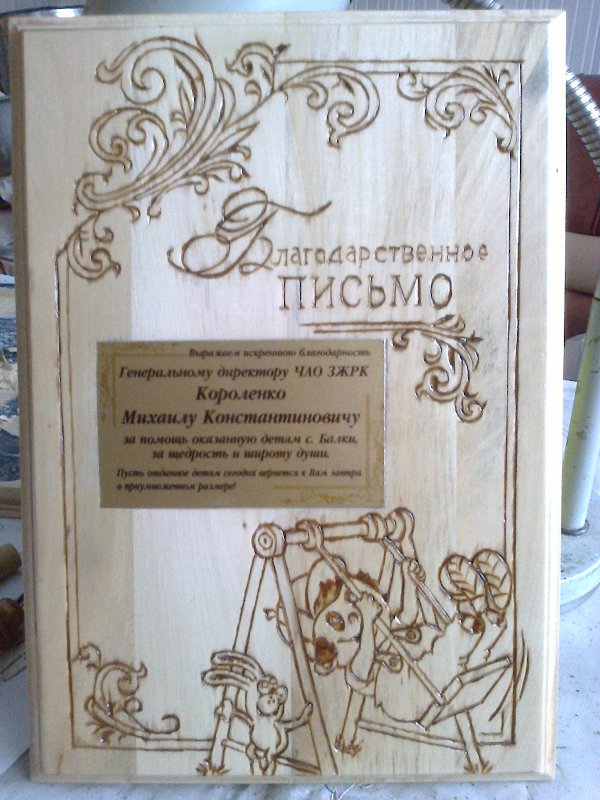 Благодарственное
ПИСЬМО
Выражаем искреннюю благодарность
Генеральному директору ЧАО ЗЖРК
Короленко
Михаилу Константиновичу
за помощь оказанную детям с. Балки,
за щедрость и широту души.
Пусть отданное детям сегодня вернется к Вам завтра
в приумноженном размере!